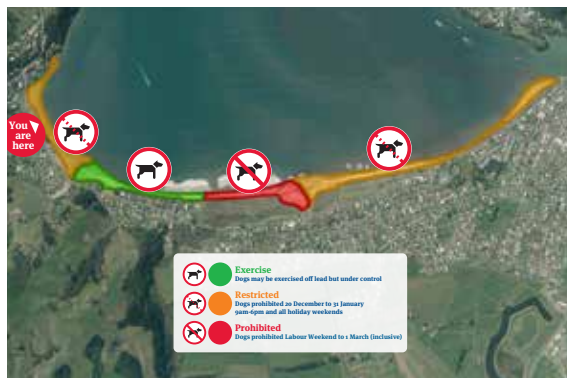 You
are
here
Exercise
Dogs may be exercised off lead but under control
Restricted
Dogs prohibited 20 December to 31 January
9am-6pm and all holiday weekends
Prohibited
Dogs prohibited Labour Weekend to 1 March (inclusive)